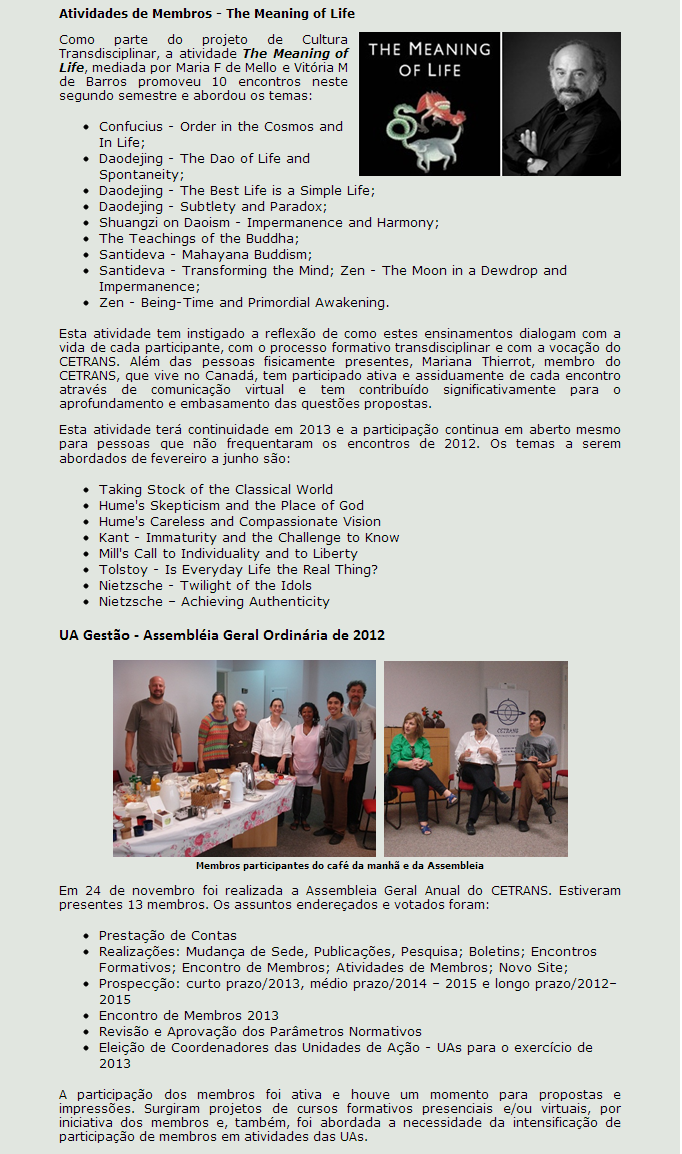 Atividades de Membros - The Meaning of Life
Como parte do projeto de Cultura
Transdisciplinar, a atividade The Meaning of
Life, mediada por Maria F de Mello e Vitória M
de Barros promoveu 10 encontros neste
segundo semestre e abordou os temas:
THE MEANING
OF LIFE
• Confucius - Order in the Cosmos and
In Life;
• Daodejing - The Dao of Life and
Spontaneity;
• Daodejing - The Best Life is a Simple Life;
• Daodejing - Subtlety and Paradox;
• Shuangzi on Daoism - Impermanence and Harmony;
• The Teachings of the Buddha;
• Santideva - Mahayana Buddism;
• Santideva - Transforming the Mind; Zen - The Moon in a Dewdrop and
Impermanence;
• Zen - Being-Time and Primordial Awakening.
Esta atividade tem instigado a reflexão de como estes ensinamentos dialogam com a
vida de cada participante, com o processo formativo transdisciplinar e com a vocação do
CETRANS. Além das pessoas fisicamente presentes, Mariana Thierrot, membro do
CETRANS, que vive no Canadá, tem participado ativa e assiduamente de cada encontro
através de comunicação virtual e tem contribuído significativamente para o
aprofundamento e embasamento das questões propostas.
Esta atividade terá continuidade em 2013 e a participação continua em aberto mesmo
para pessoas que não frequentaram os encontros de 2012. Os temas a serem
abordados de fevereiro a junho são:
• Taking Stock of the Classical World
• Hume's Skepticism and the Place of God
• Hume's Careless and Compassionate Vision
• Kant - Immaturity and the Challenge to Know
• Mill's Call to Individuality and to Liberty
• Tolstoy - Is Everyday Life the Real Thing?
• Nietzsche - Twilight of the Idols
• Nietzsche – Achieving Authenticity
UA Gestão - Assembléia Geral Ordinária de 2012
CETRANS
Membros participantes do café da manhã e da Assembleia
Em 24 de novembro foi realizada a Assembleia Geral Anual do CETRANS. Estiveram
presentes 13 membros. Os assuntos endereçados e votados foram:
• Prestação de Contas
• Realizações: Mudança de Sede, Publicações, Pesquisa; Boletins; Encontros
Formativos; Encontro de Membros; Atividades de Membros; Novo Site;
• Prospecção: curto prazo/2013, médio prazo/2014 – 2015 e longo prazo/2012–
2015
• Encontro de Membros 2013
• Revisão e Aprovação dos Parâmetros Normativos
• Eleição de Coordenadores das Unidades de Ação - UAs para o exercício de
2013
A participação dos membros foi ativa e houve um momento para propostas e
impressões. Surgiram projetos de cursos formativos presenciais e/ou virtuais, por
iniciativa dos membros e, também, foi abordada a necessidade da intensificação de
participação de membros em atividades das UAs.